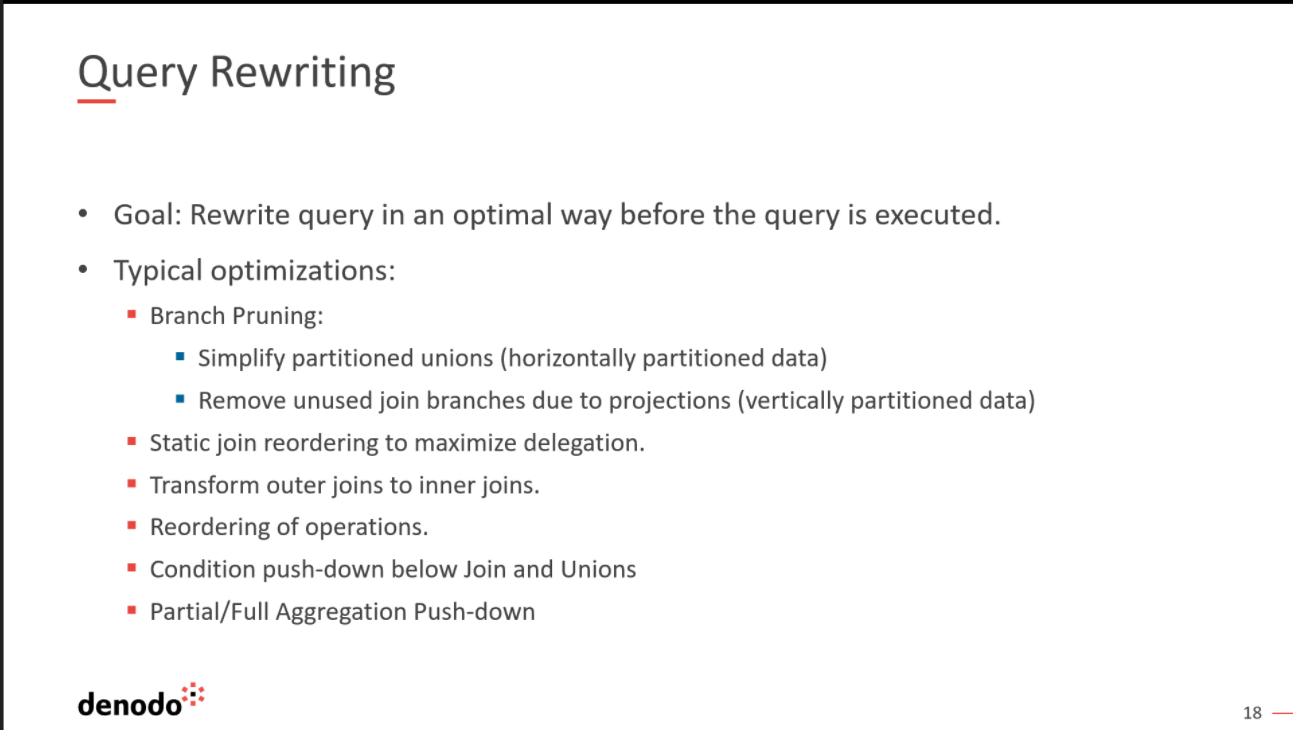 Query Rewriting
• Goal: Rewrite query in an optimal way before the query is executed.
• Typical optimizations:
▪ Branch Pruning:
▪ Simplify partitioned unions (horizontally partitioned data)
▪ Remove unused join branches due to projections (vertically partitioned data)
▪ Static join reordering to maximize delegation.
▪ Transform outer joins to inner joins.
▪ Reordering of operations.
▪ Condition push-down below Join and Unions
▪ Partial/Full Aggregation Push-down
denodo
18